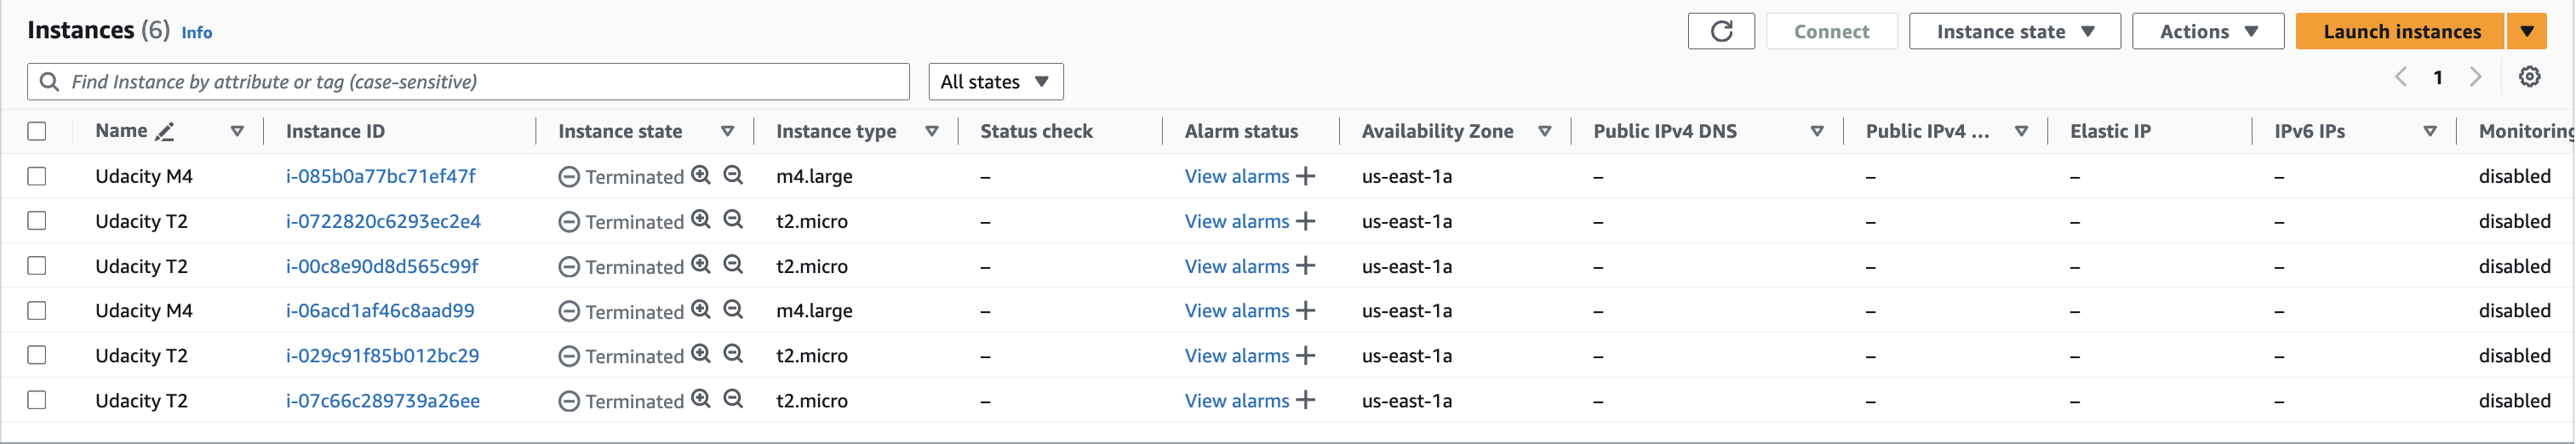 Instances (6) Info
Connect Instance state Actions Launch instances
Find Instance by attribute or tag (case-sensitive) All states 1
Name Instance ID Instance state Instance type Status check Alarm status Availability Zone Public IPv4 DNS Public IPv4 ... Elastic IP IPv6 IPs Monitoring
Udacity M4 i-085b0a77bc71ef47f Terminated m4.large – View alarms + us-east-1a – – – – disabled
Udacity T2 i-0722820c6293ec2e4 Terminated t2.micro – View alarms + us-east-1a – – – – disabled
Udacity T2 i-00c8e90d8d565c99f Terminated t2.micro – View alarms + us-east-1a – – – – disabled
Udacity M4 i-06acd1af46c8aad99 Terminated m4.large – View alarms + us-east-1a – – – – disabled
Udacity T2 i-029c91f85b012bc29 Terminated t2.micro – View alarms + us-east-1a – – – – disabled
Udacity T2 i-07c66c289739a26ee Terminated t2.micro – View alarms + us-east-1a – – – – disabled